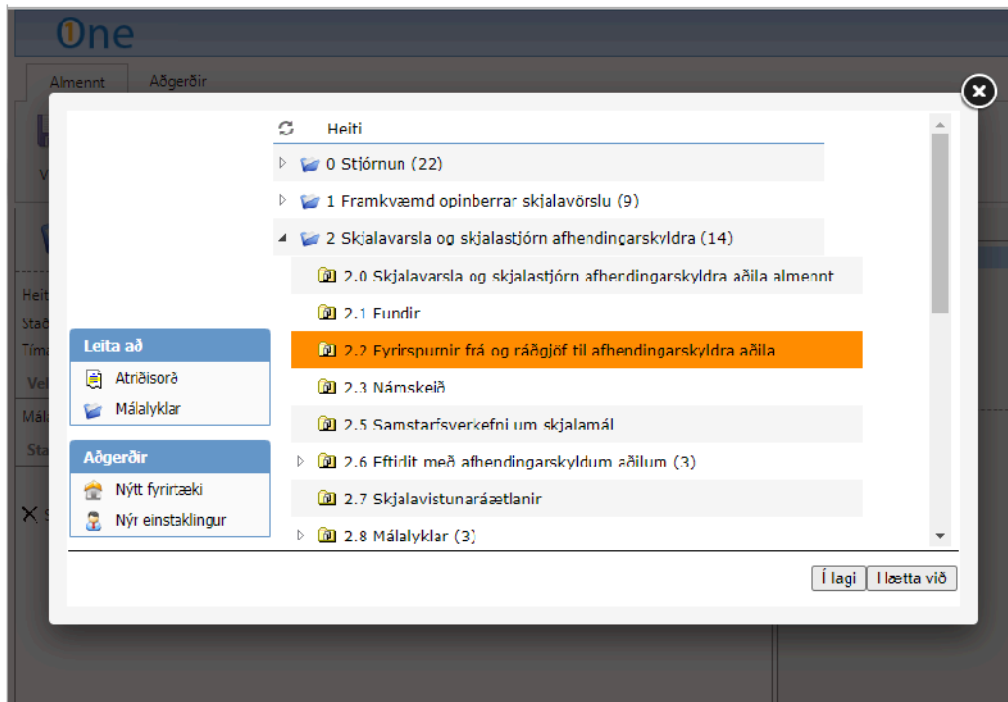 One
Almennt Aðgerðir
Heiti
0 Stjórnun (22)
1 Framkvæmd opinberrar skjalavörslu (9)
2 Skjalavarsla og skjalastjórn afhendingarskyldra (14)
2.0 Skjalavarsla og skjalastjórn afhendingarskyldra aðila almennt
2.1 Fundir
2.2 Fyrirspurnir frá og ráðgjöf til afhendingarskyldra aðila
2.3 Námskeið
2.5 Samstarfsverkefni um skjalamál
2.6 Eftirlit með afhendingarskyldum aðilum (3)
2.7 Skjalavistunaráætlanir
2.8 Málalyklar (3)
Leita að
Atriðisorð
Málalyklar
Aðgerðir
Nýtt fyrirtæki
Nýr einstaklingur
Í lagi Hætta við